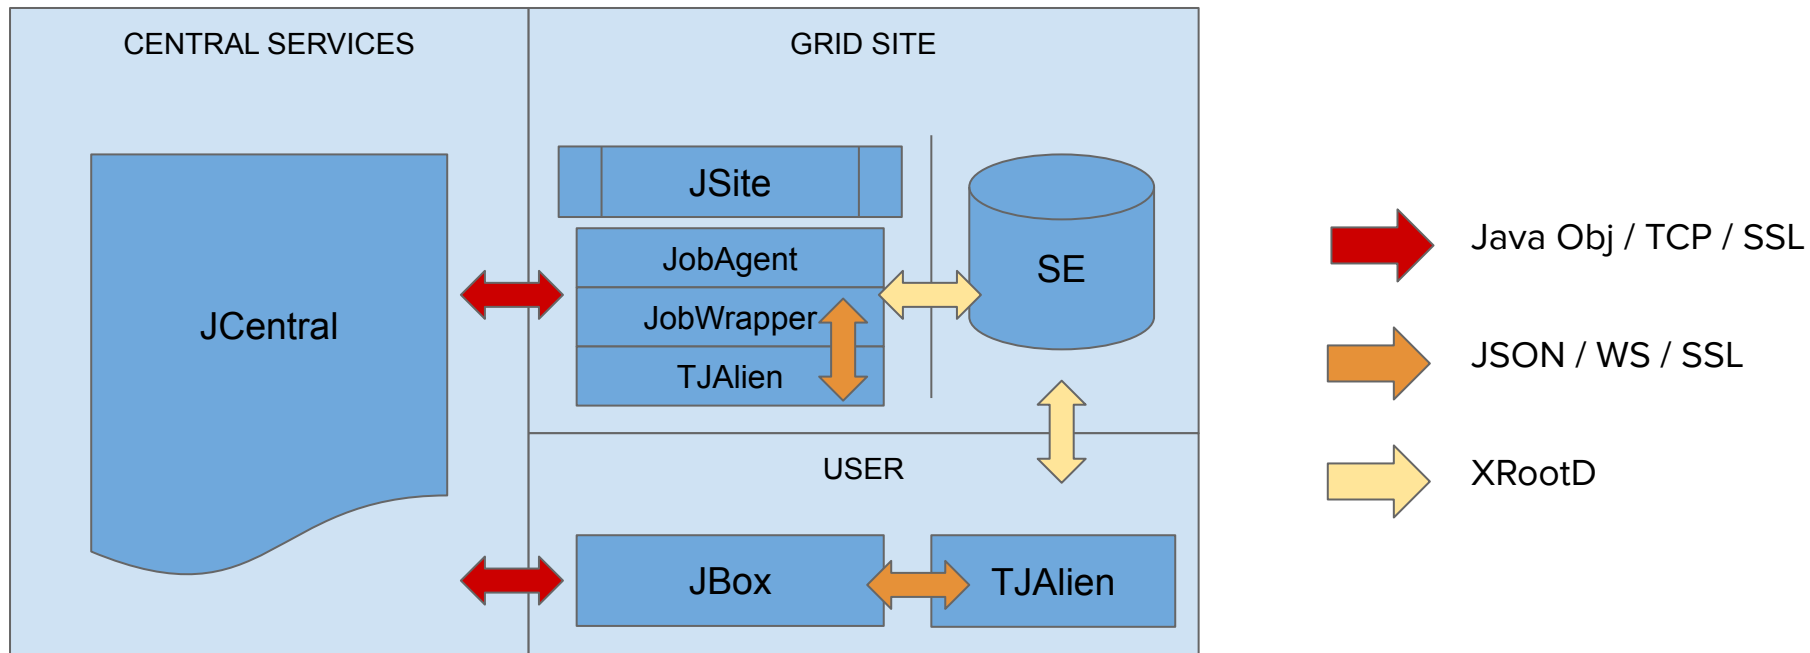 CENTRAL SERVICES
GRID SITE
JSite
JobAgent
JobWrapper
TJAlien
SE
JCentral
USER
JBox
TJAlien
Java Obj / TCP / SSL
JSON / WS / SSL
XRootD